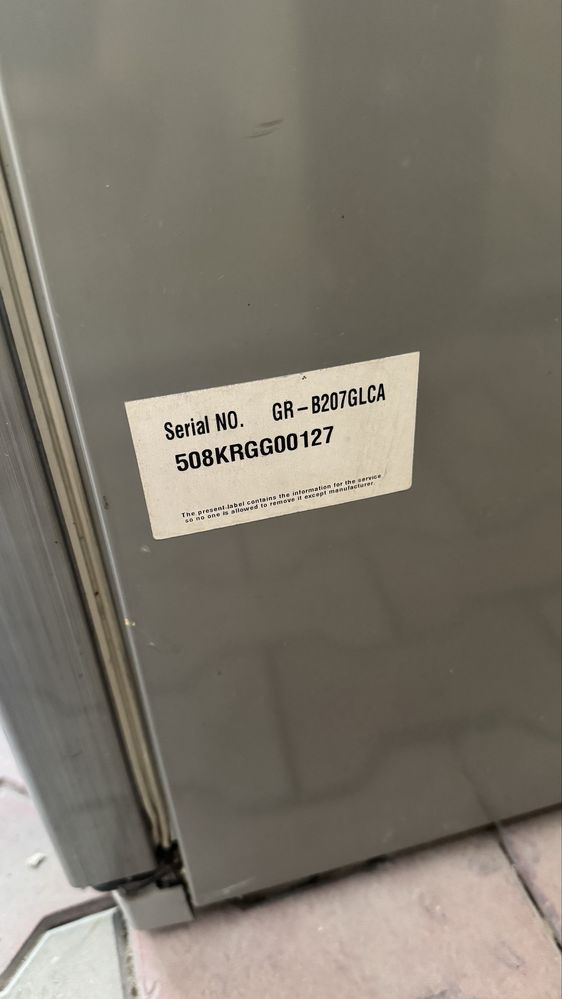 Serial NO. GR-B207GLCA
508KRGG00127
The present label contains the information for the service
so no one is allowed to remove it except manufacturer.